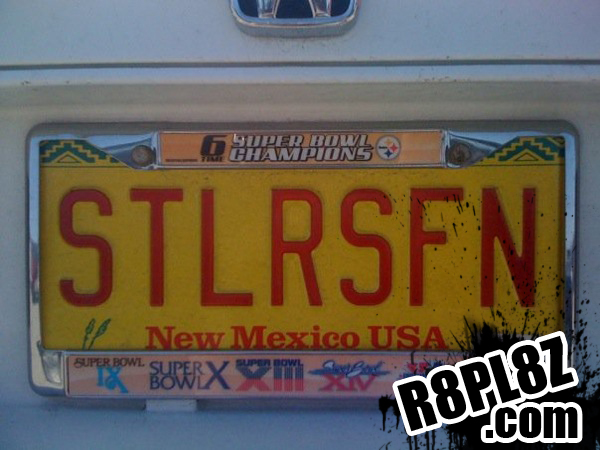 6 TIME SUPER BOWL CHAMPIONS
STLRSFN
New Mexico USA
SUPER BOWL IX SUPER BOWL X SUPER BOWL XIII Super Bowl XIV
R8PL8Z
.com